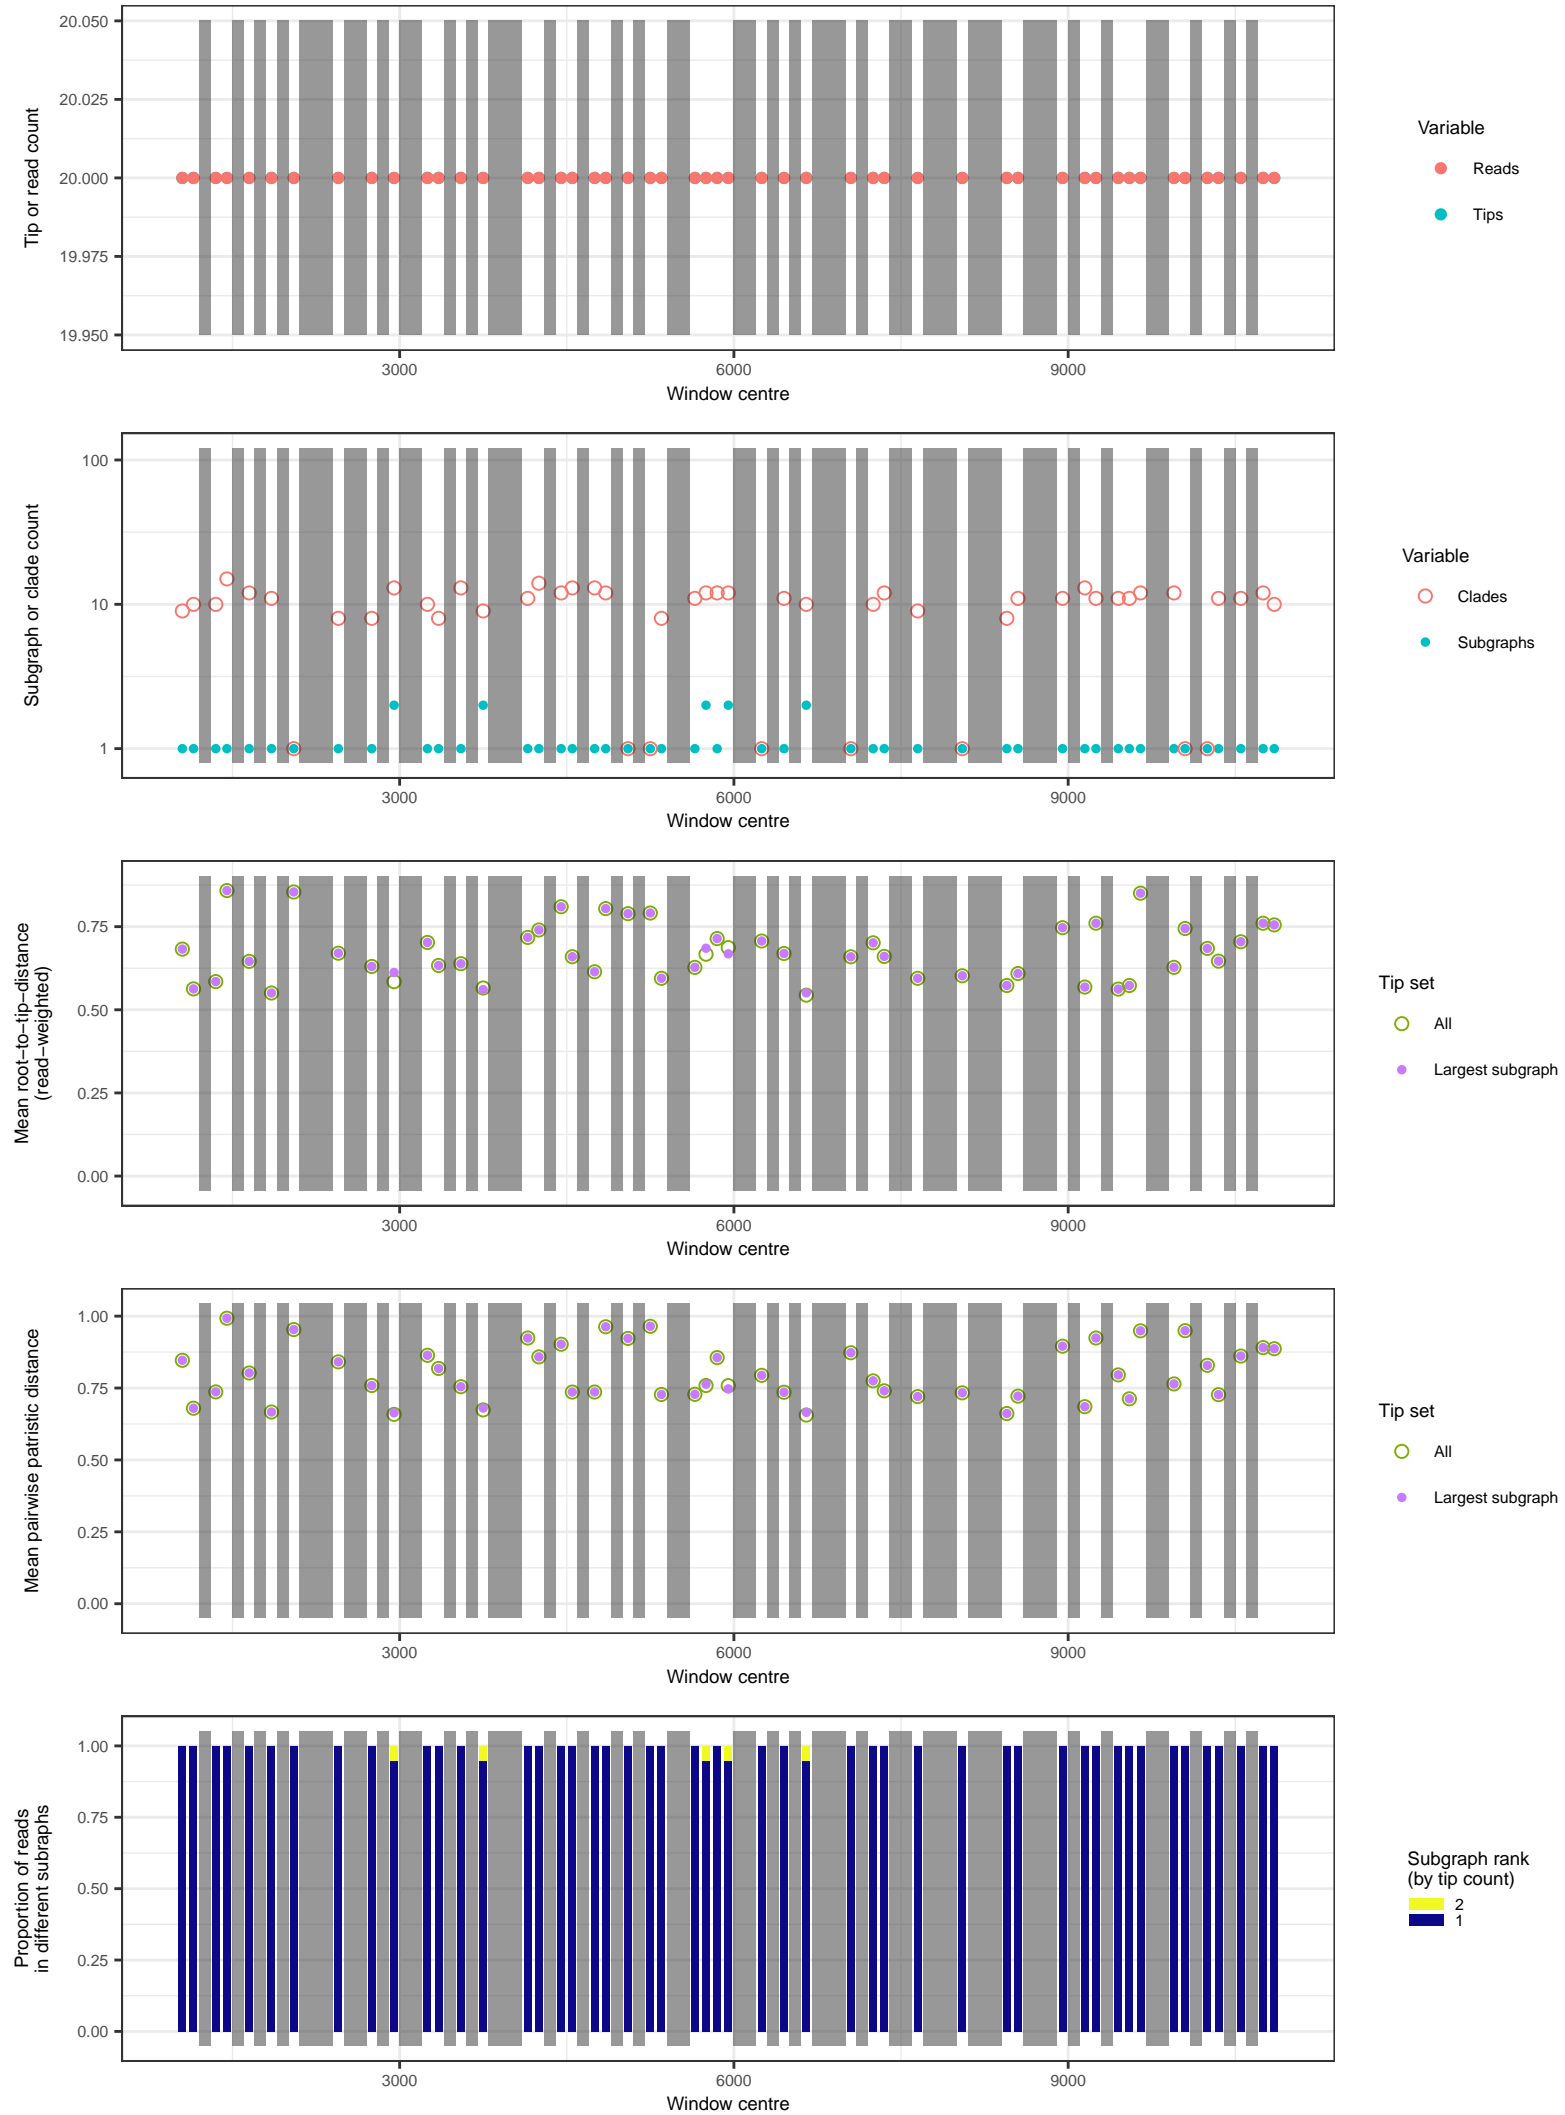 20.050
20.025
20.000
19.975
19.950
Tip or read count
3000
6000
9000
Window centre
Variable
Reads
Tips
100
10
1
Subgraph or clade count
3000
6000
9000
Window centre
Variable
Clades
Subgraphs
0.75
0.50
0.25
0.00
Mean root−to−tip−distance
(read−weighted)
3000
6000
9000
Window centre
Tip set
All
Largest subgraph
1.00
0.75
0.50
0.25
0.00
Mean pairwise patristic distance
3000
6000
9000
Window centre
Tip set
All
Largest subgraph
1.00
0.75
0.50
0.25
0.00
Proportion of reads
in different subraphs
3000
6000
9000
Window centre
Subgraph rank
(by tip count)
2
1